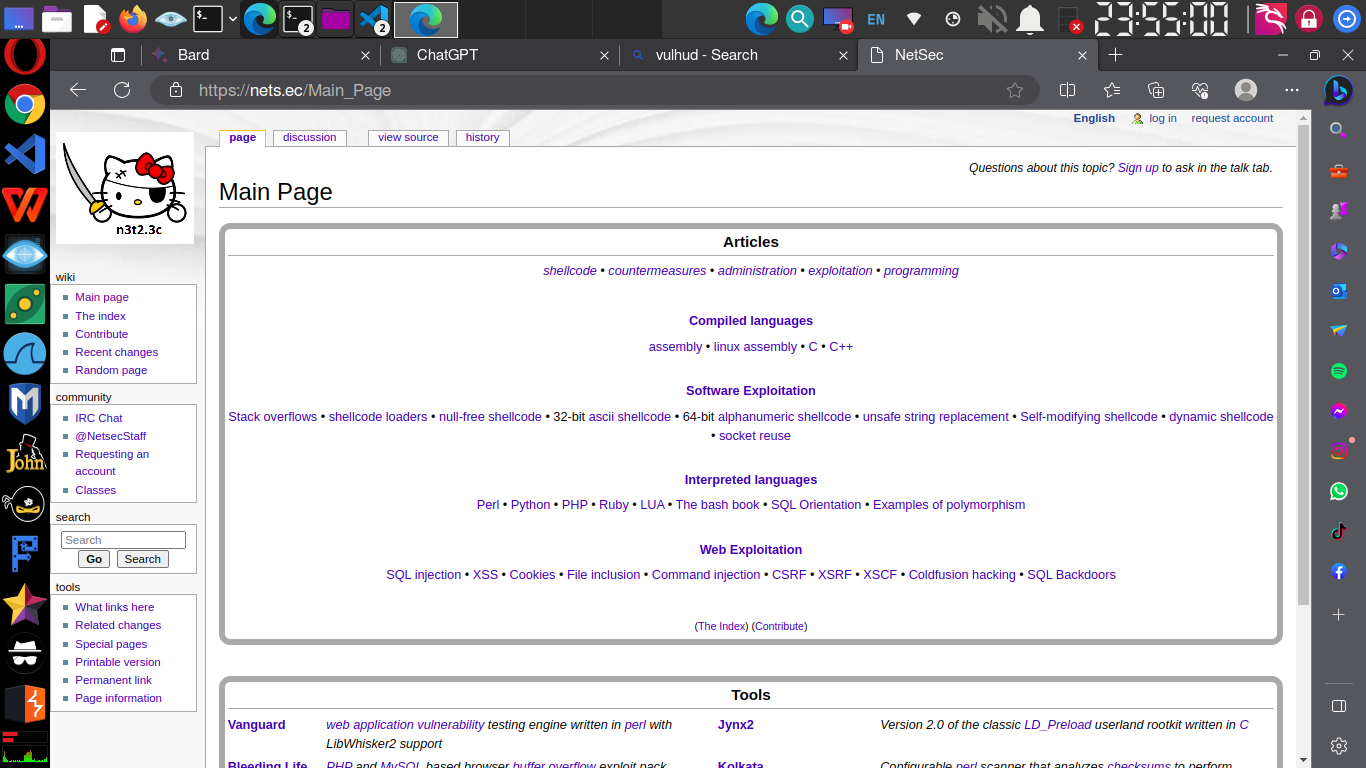 2
2
EN
23:55:00
Bard
ChatGPT
vulhud - Search
NetSec
https://nets.ec/Main_Page
English
log in
request account
page
discussion
view source
history
Questions about this topic? Sign up to ask in the talk tab.
Main Page
n3t2.3c
wiki
Main page
The index
Contribute
Recent changes
Random page
community
IRC Chat
@NetsecStaff
Requesting an
account
Classes
search
Search
Go Search
tools
What links here
Related changes
Special pages
Printable version
Permanent link
Page information
Articles
shellcode • countermeasures • administration • exploitation • programming
Compiled languages
assembly • linux assembly • C • C++
Software Exploitation
Stack overflows • shellcode loaders • null-free shellcode • 32-bit ascii shellcode • 64-bit alphanumeric shellcode • unsafe string replacement • Self-modifying shellcode • dynamic shellcode
• socket reuse
Interpreted languages
Perl • Python • PHP • Ruby • LUA • The bash book • SQL Orientation • Examples of polymorphism
Web Exploitation
SQL injection • XSS • Cookies • File inclusion • Command injection • CSRF • XSRF • XSCF • Coldfusion hacking • SQL Backdoors
(The Index) (Contribute)
Tools
Vanguard
web application vulnerability testing engine written in perl with
LibWhisker2 support
Jynx2
Version 2.0 of the classic LD_Preload userland rootkit written in C
Bleeding Life
PHP and MySQL based browser buffer overflow exploit pack
Kolkata
Configurable perl scanner that analyzes checksums to perform
John